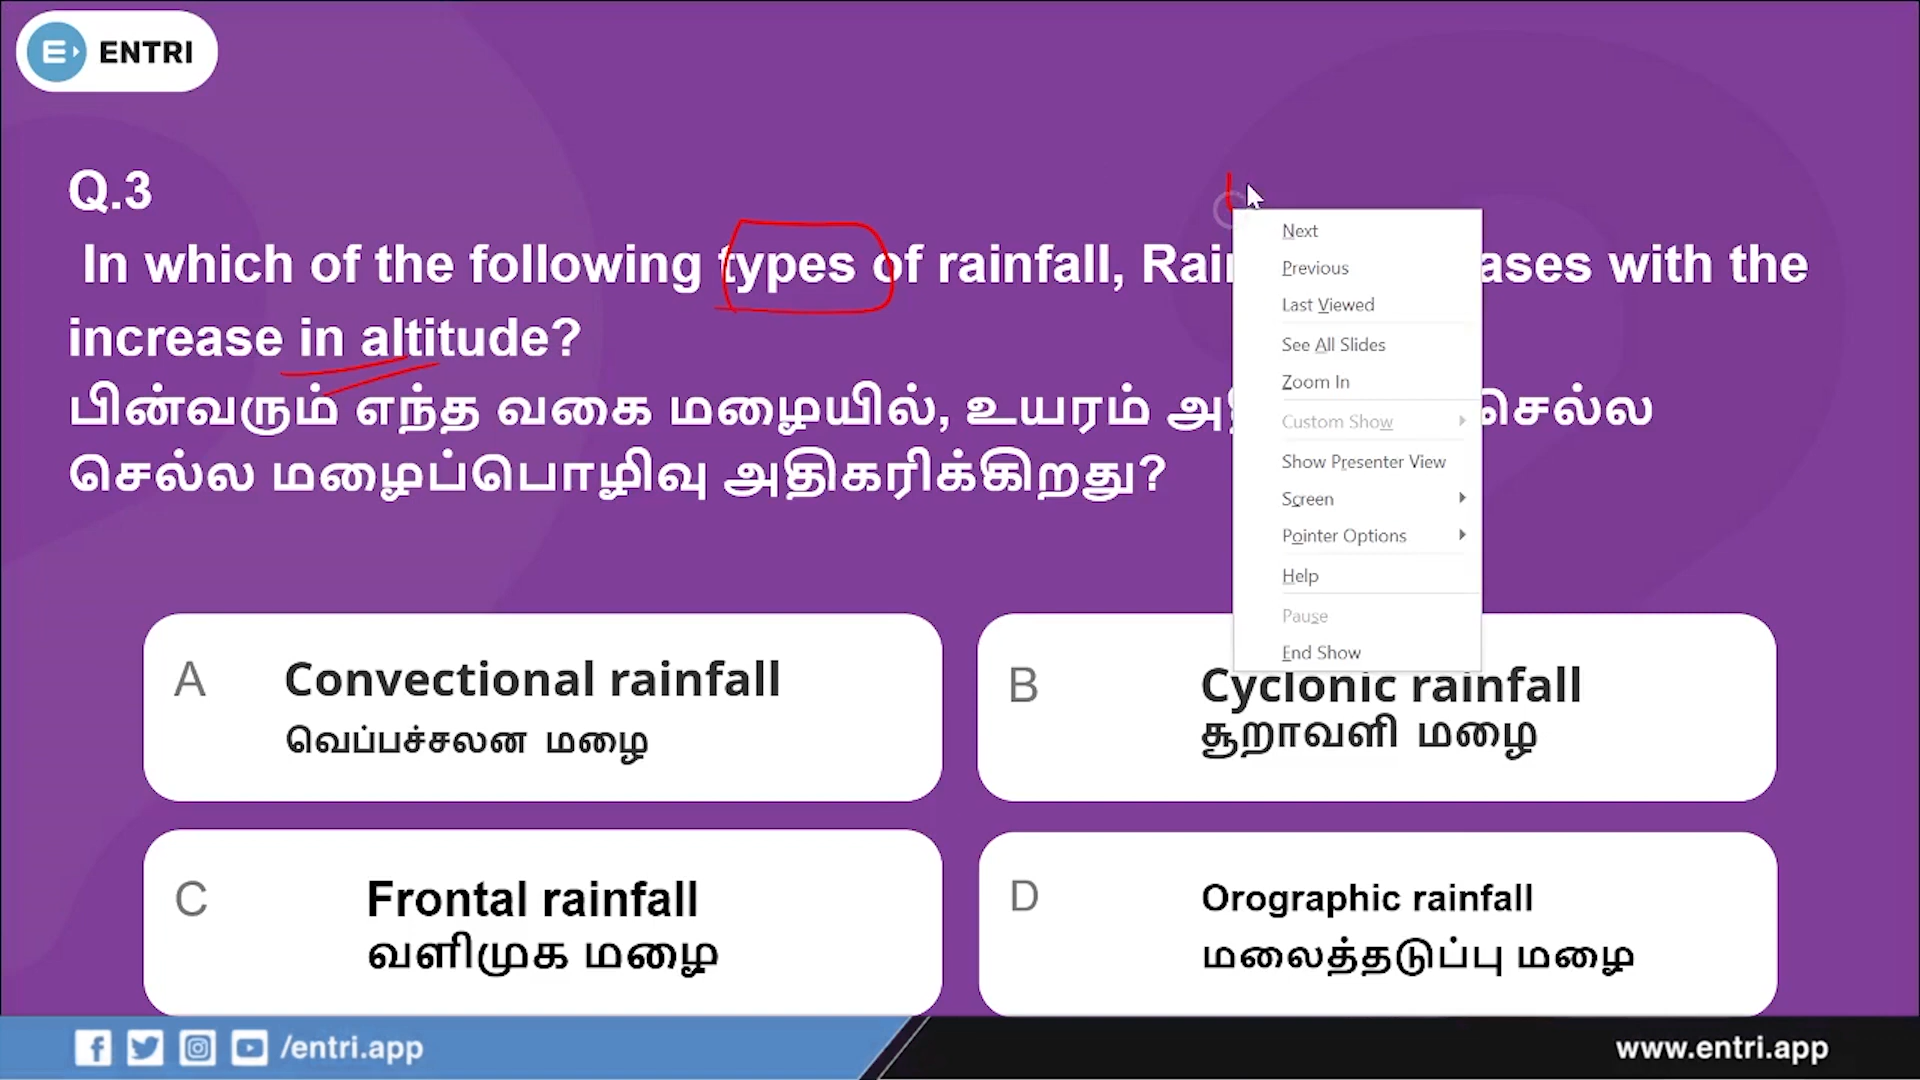 ENTRI
Q.3
In which of the following types of rainfall, Rai ases with the
increase in altitude?
பின்வரும் எந்த வகை மழையில், உயரம் செல்ல
செல்ல மழைப்பொழிவு அதிகரிக்கிறது?
Next
Previous
Last Viewed
See All Slides
Zoom In
Custom Show
Show Presenter View
Screen
Pointer Options
Help
Pause
End Show
A Convectional rainfall
வெப்பச்சலன மழை
B Cyclonic rainfall
சூறாவளி மழை
C Frontal rainfall
வளிமுக மழை
D Orographic rainfall
மலைத்தடுப்பு மழை
/entri.app
www.entri.app